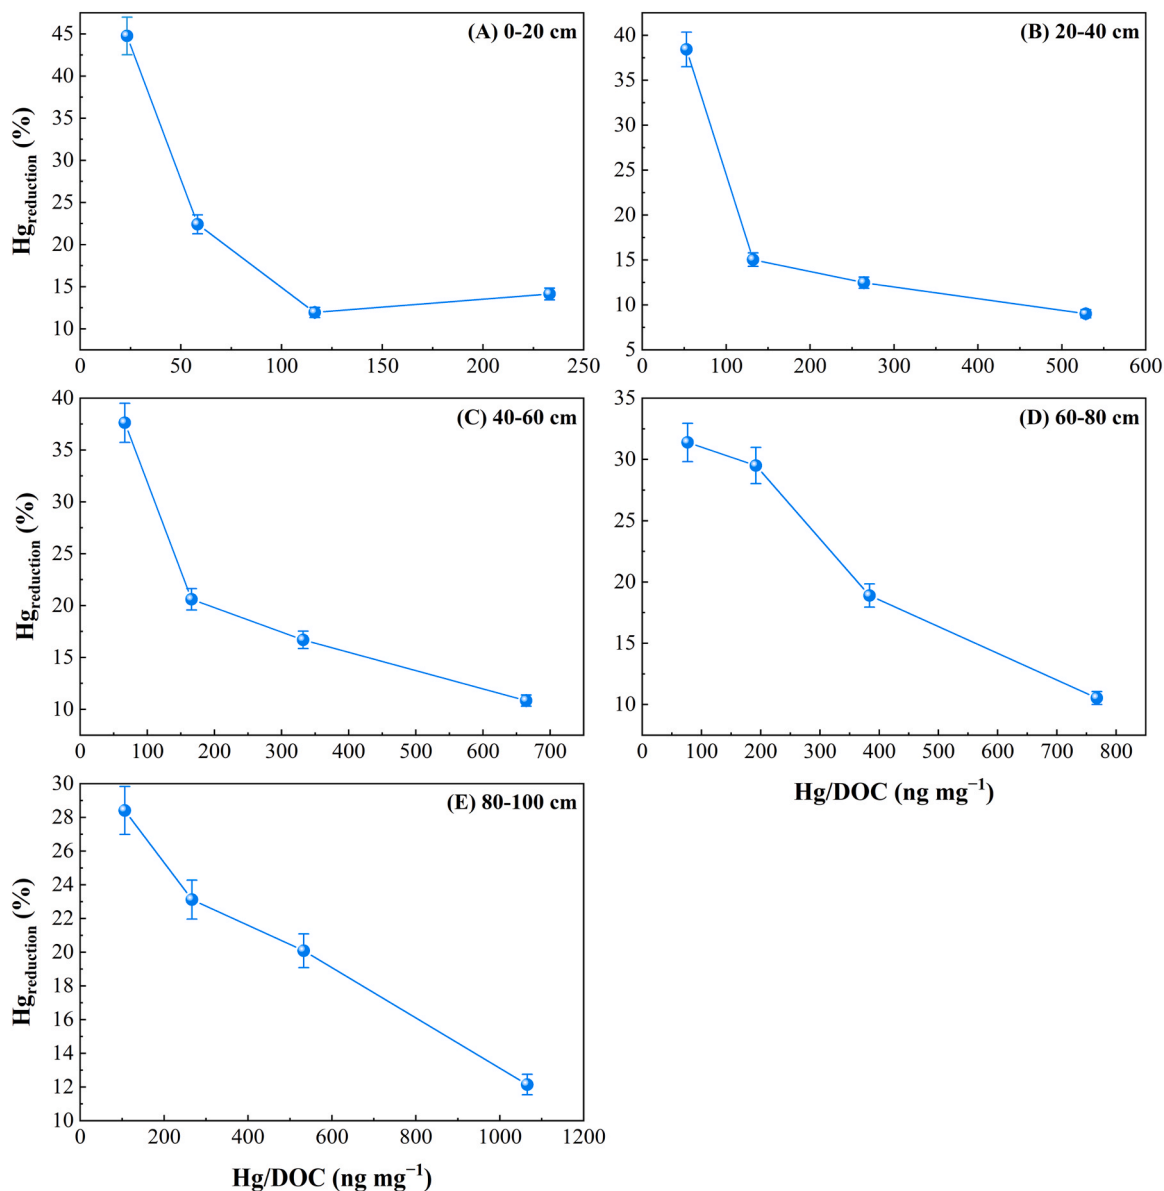 (A) 0-20 cm
Hgreduction (%)
45
40
35
30
25
20
15
10
0 50 100 150 200 250
(B) 20-40 cm
40
35
30
25
20
15
10
5
0 100 200 300 400 500 600
(C) 40-60 cm
Hgreduction (%)
40
35
30
25
20
15
10
0 100 200 300 400 500 600 700
(D) 60-80 cm
35
30
25
20
15
10
0 100 200 300 400 500 600 700 800
Hg/DOC (ng mg⁻¹)
(E) 80-100 cm
Hgreduction (%)
30
28
26
24
22
20
18
16
14
12
10
0 200 400 600 800 1000 1200
Hg/DOC (ng mg⁻¹)